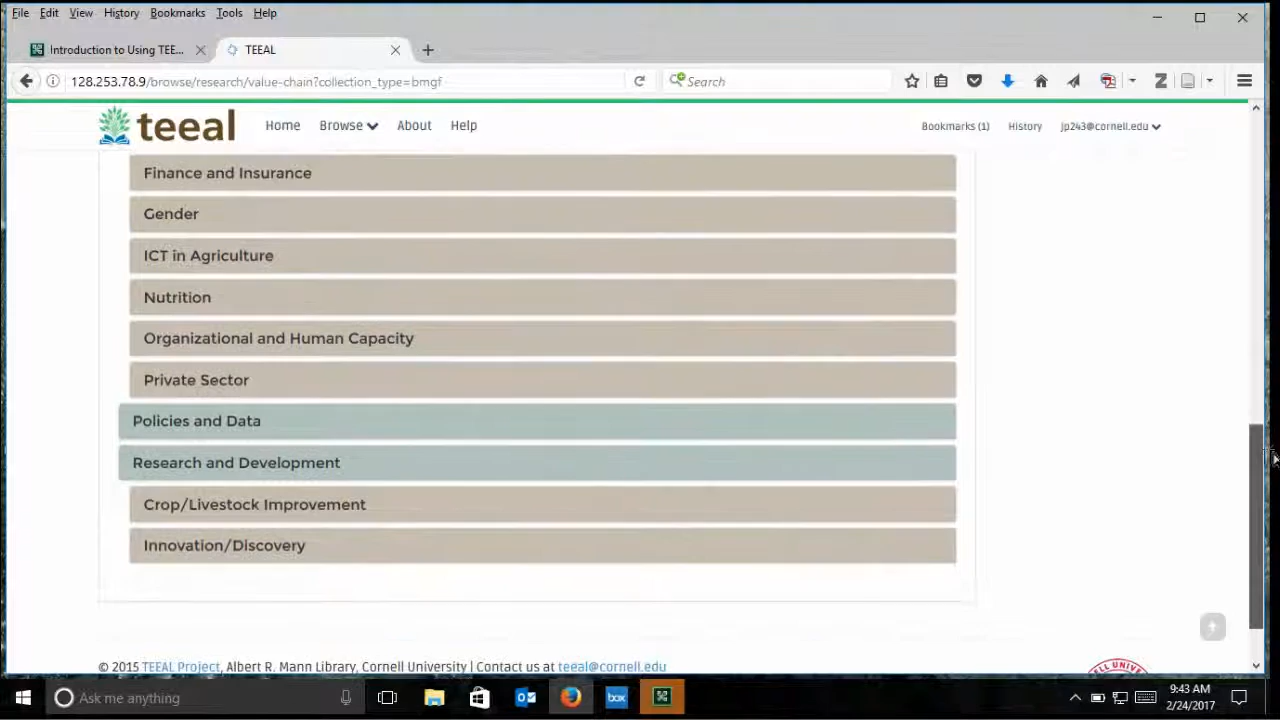 File Edit View History Bookmarks Tools Help
Introduction to Using TEE... TEEAL
128.253.78.9/browse/research/value-chain?collection_type=bmgf Search
teeal Home Browse About Help Bookmarks (1) History jp243@cornell.edu
Finance and Insurance
Gender
ICT in Agriculture
Nutrition
Organizational and Human Capacity
Private Sector
Policies and Data
Research and Development
Crop/Livestock Improvement
Innovation/Discovery
© 2015 TEEAL Project, Albert R. Mann Library, Cornell University | Contact us at teeal@cornell.edu
Ask me anything box 9:43 AM
2/24/2017